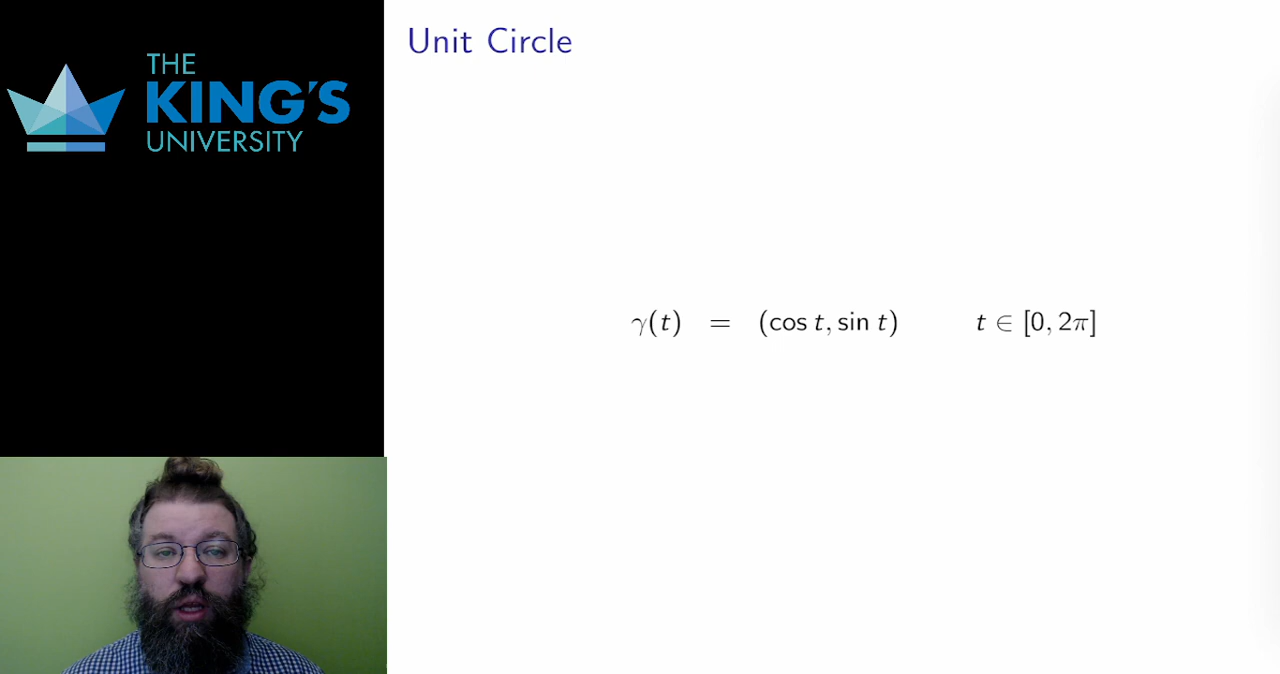 THE
KING'S
UNIVERSITY
Unit Circle
γ(t) = (cos t, sin t) t ∈ [0, 2π]